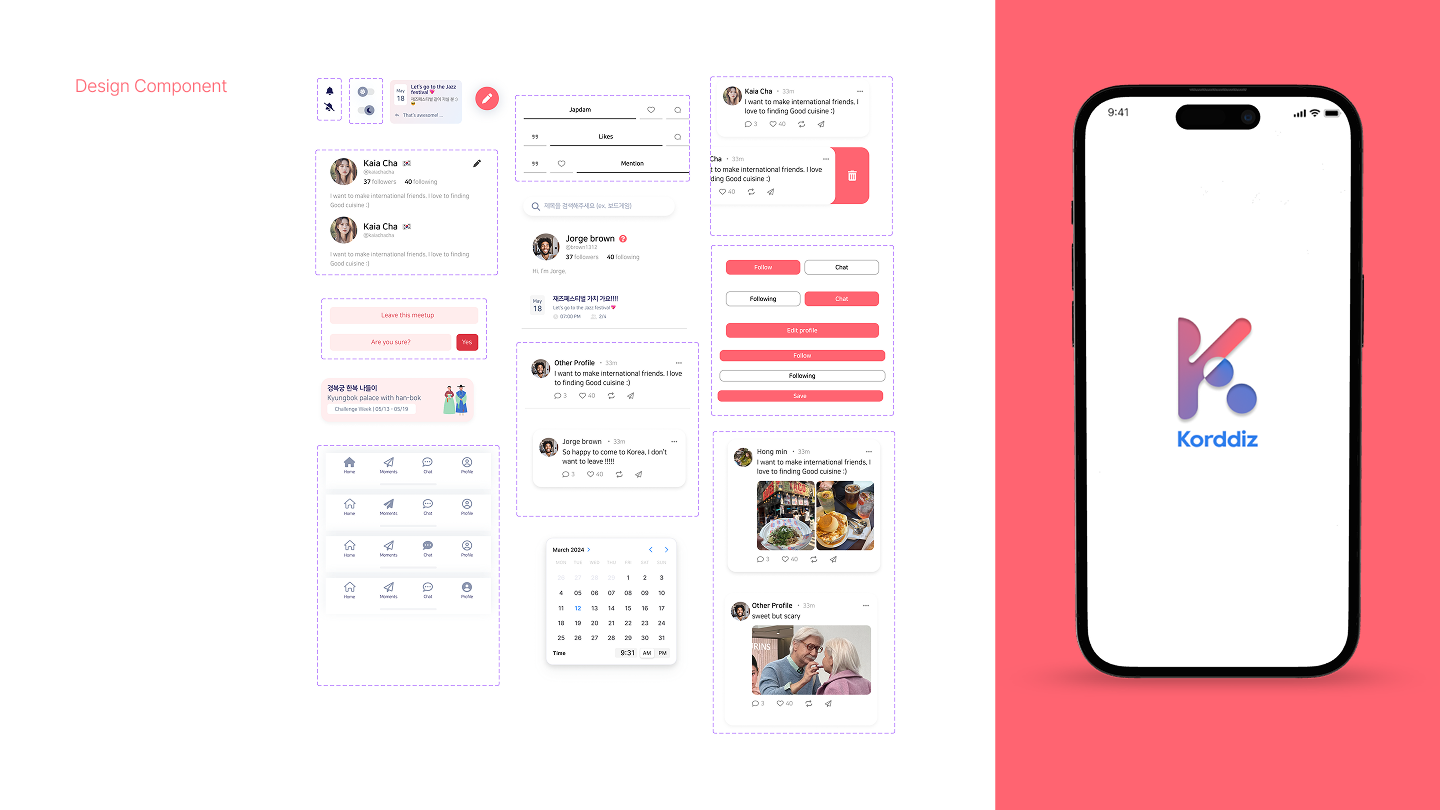 Design Component
May
18
Let's go to the Jazz
festival 💖
That's awesome! ...
Kaia Cha 🇰🇷
@kaiachacha
37 followers 40 following
I want to make international friends. I love to finding
Good cuisine :)
Kaia Cha 🇰🇷
@kaiachacha
I want to make international friends. I love to finding
Good cuisine :)
Leave this meetup
Are you sure? Yes
경복궁 한복 나들이
Kyungbok palace with han-bok
Challenge Week | 05/13 - 05/19
Home Moments Chat Profile
Home Moments Chat Profile
Home Moments Chat Profile
Home Moments Chat Profile
Japdam
Likes
Mention
제목을 검색해주세요 (ex. 보드게임)
Jorge brown ?
@brown1312
37 followers 40 following
Hi, I'm Jorge.
May
18
재즈페스티벌 가치 가요!!!!
Let's go to the jazz festival 💖
07:00 PM 2/4
Other Profile • 33m
I want to make international friends. I love
to finding Good cuisine :)
3 40
Jorge brown • 33m
So happy to come to Korea, I don't
want to leave !!!!!
3 40
March 2024
MON TUE WED THU FRI SAT SUN
26 27 28 29 1 2 3
4 05 06 07 08 09 10
11 12 13 14 15 16 17
18 19 20 21 22 23 24
25 26 27 28 29 30 31
Time 9:31 AM PM
Kaia Cha • 33m
I want to make international friends, I
love to finding Good cuisine :)
3 40
Cha • 33m
t to make international friends. I love
ding Good cuisine :)
40
Follow Chat
Following Chat
Edit profile
Follow
Following
Save
Hong min • 33m
I want to make international friends, I
love to finding Good cuisine :)
3 40
Other Profile • 33m
sweet but scary
RINS
3 40
9:41
Korddiz